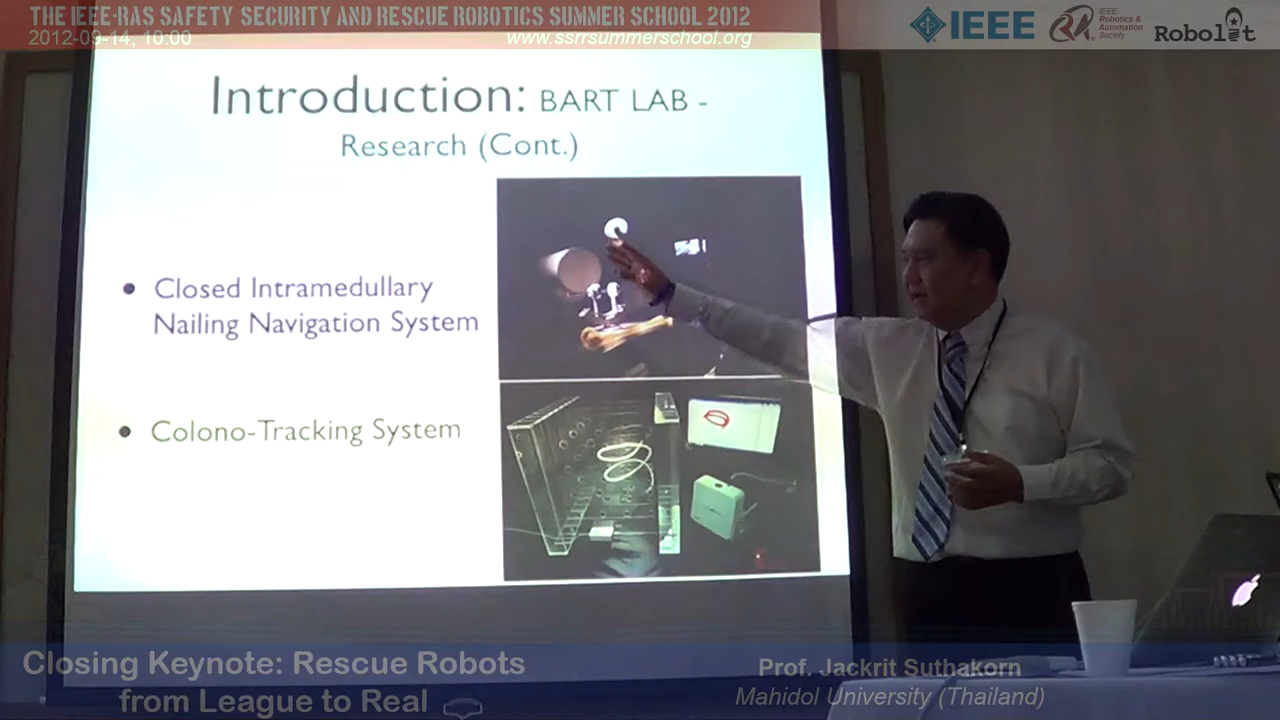 THE IEEE-RAS SAFETY SECURITY AND RESCUE ROBOTICS SUMMER SCHOOL 2012
2012-09-14, 10:00
www.ssrrsummerschool.org
IEEE
IEEE
Robotics &
Automation
Society
Robolit
Introduction: BART LAB -
Research (Cont.)
• Closed Intramedullary
Nailing Navigation System
• Colono-Tracking System
Closing Keynote: Rescue Robots
from League to Real
Prof. Jackrit Suthakorn
Mahidol University (Thailand)